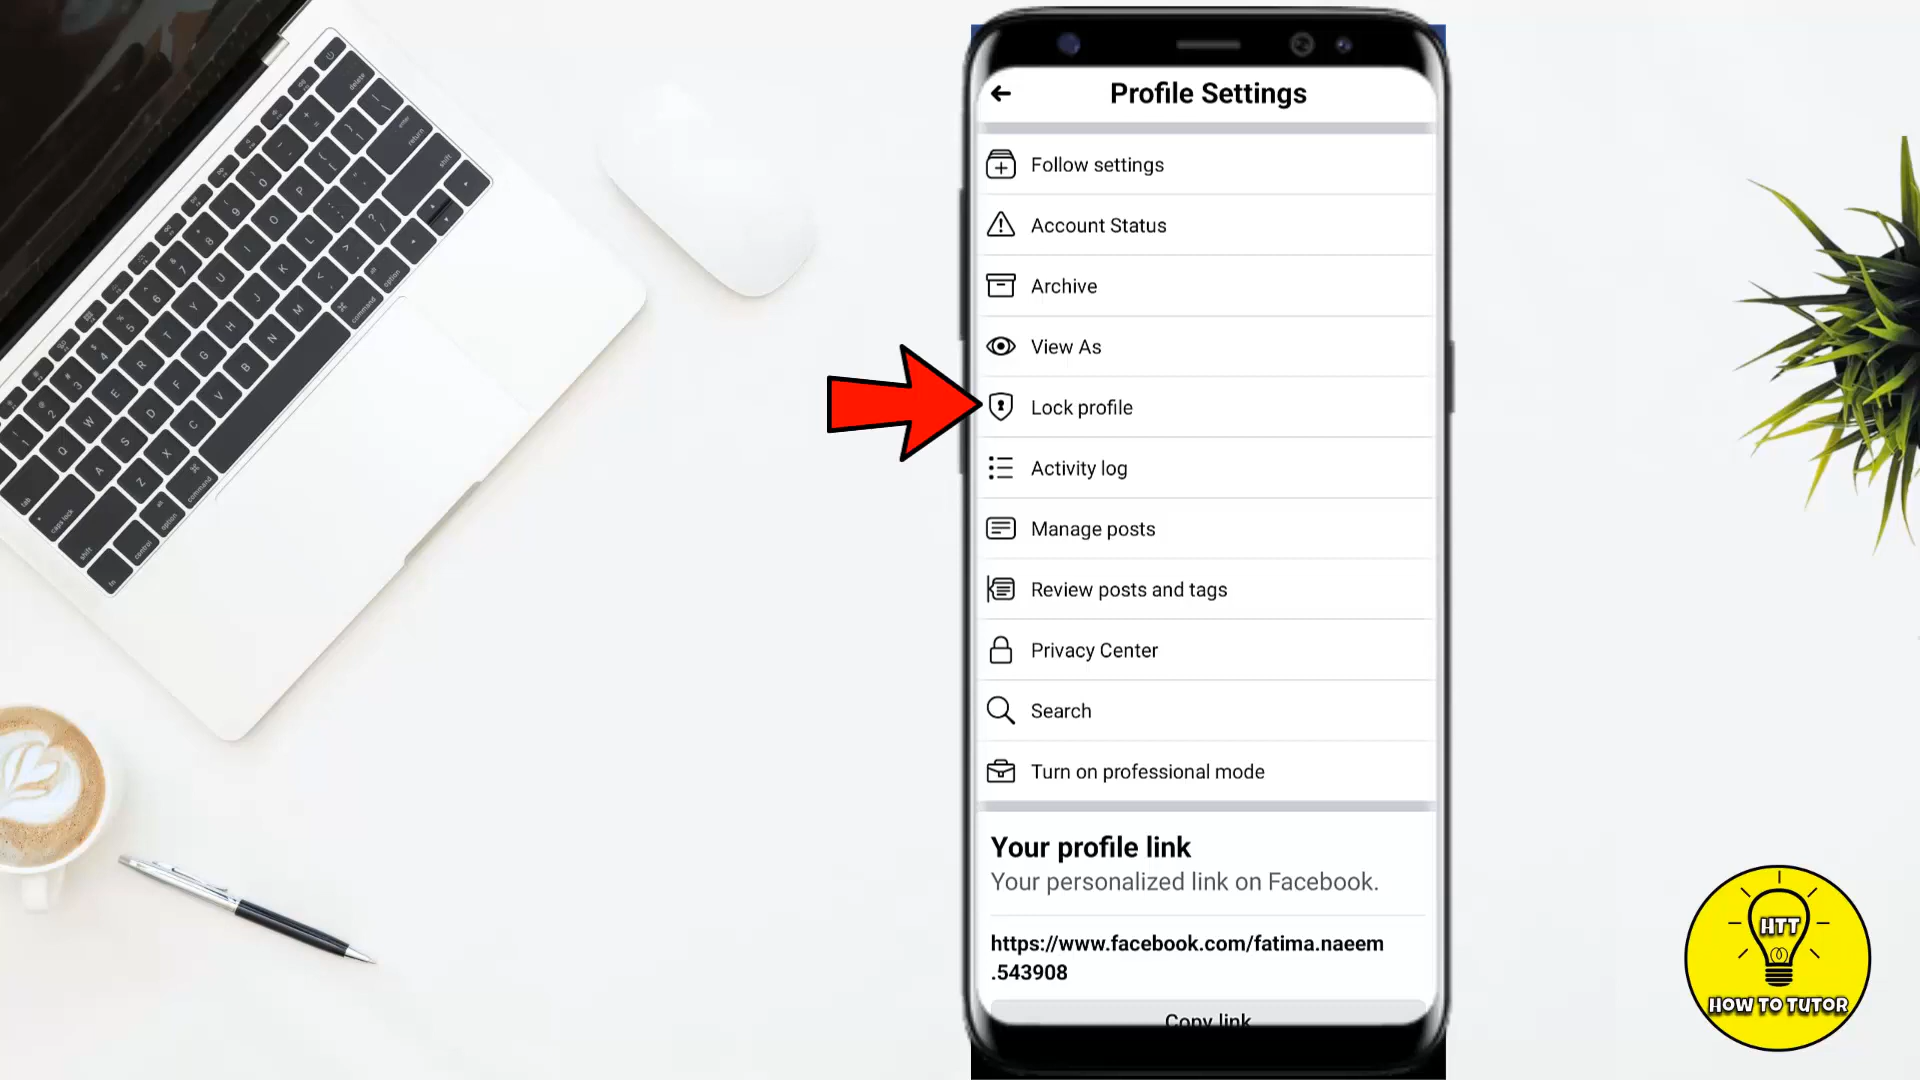 Profile Settings
Follow settings
Account Status
Archive
View As
Lock profile
Activity log
Manage posts
Review posts and tags
Privacy Center
Search
Turn on professional mode
Your profile link
Your personalized link on Facebook.
https://www.facebook.com/fatima.naeem
.543908
Copy link
HTT
HOW TO TUTOR